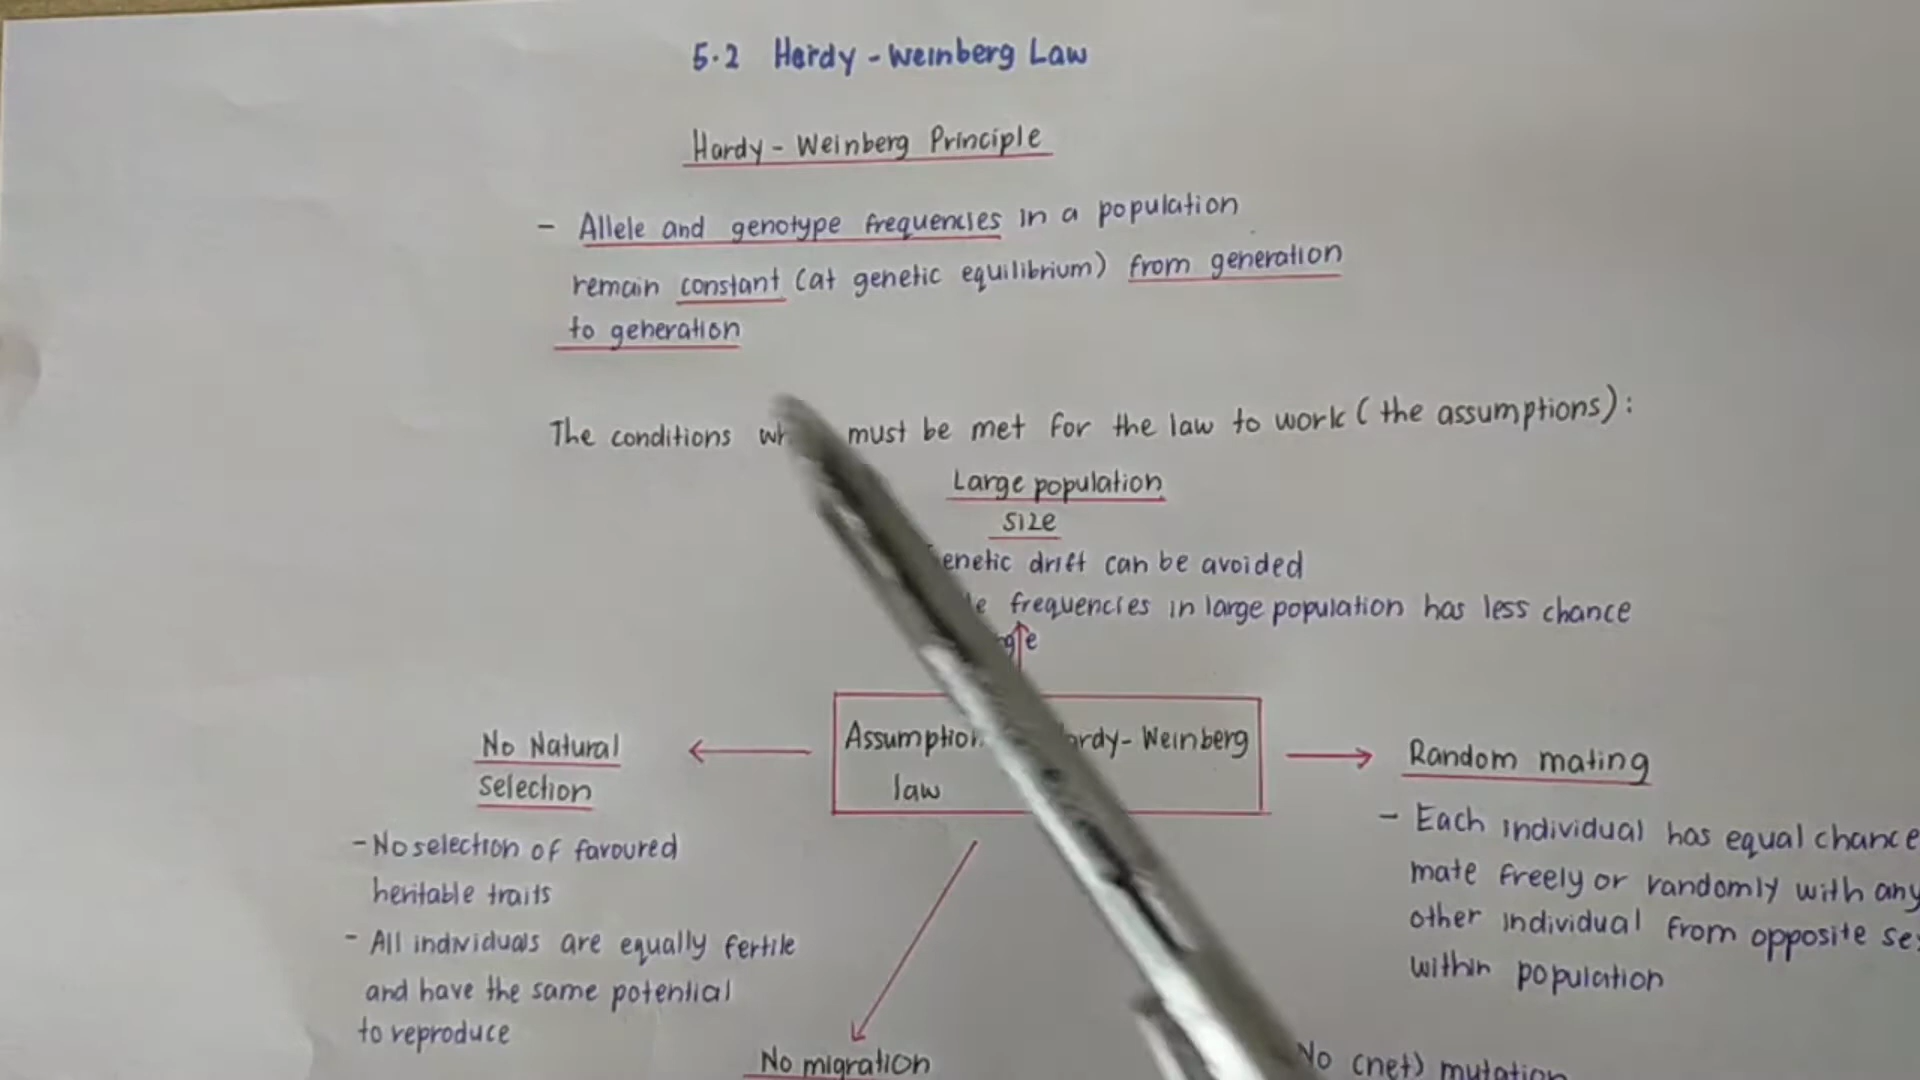 5.2 Hardy-Weinberg Law
Hardy-Weinberg Principle
- Allele and genotype frequencies in a population
remain constant (at genetic equilibrium) from generation
to generation
The conditions must be met for the law to work (the assumptions):
Large population
size
drift can be avoided
frequencies in large population has less chance
No Natural
selection
- No selection of favoured
heritable traits
- All individuals are equally fertile
and have the same potential
to reproduce
Weinberg
law
Random mating
- Each individual has equal chance
mate freely or randomly with any
other individual from opposite
within population
No migration
No (net) mutation